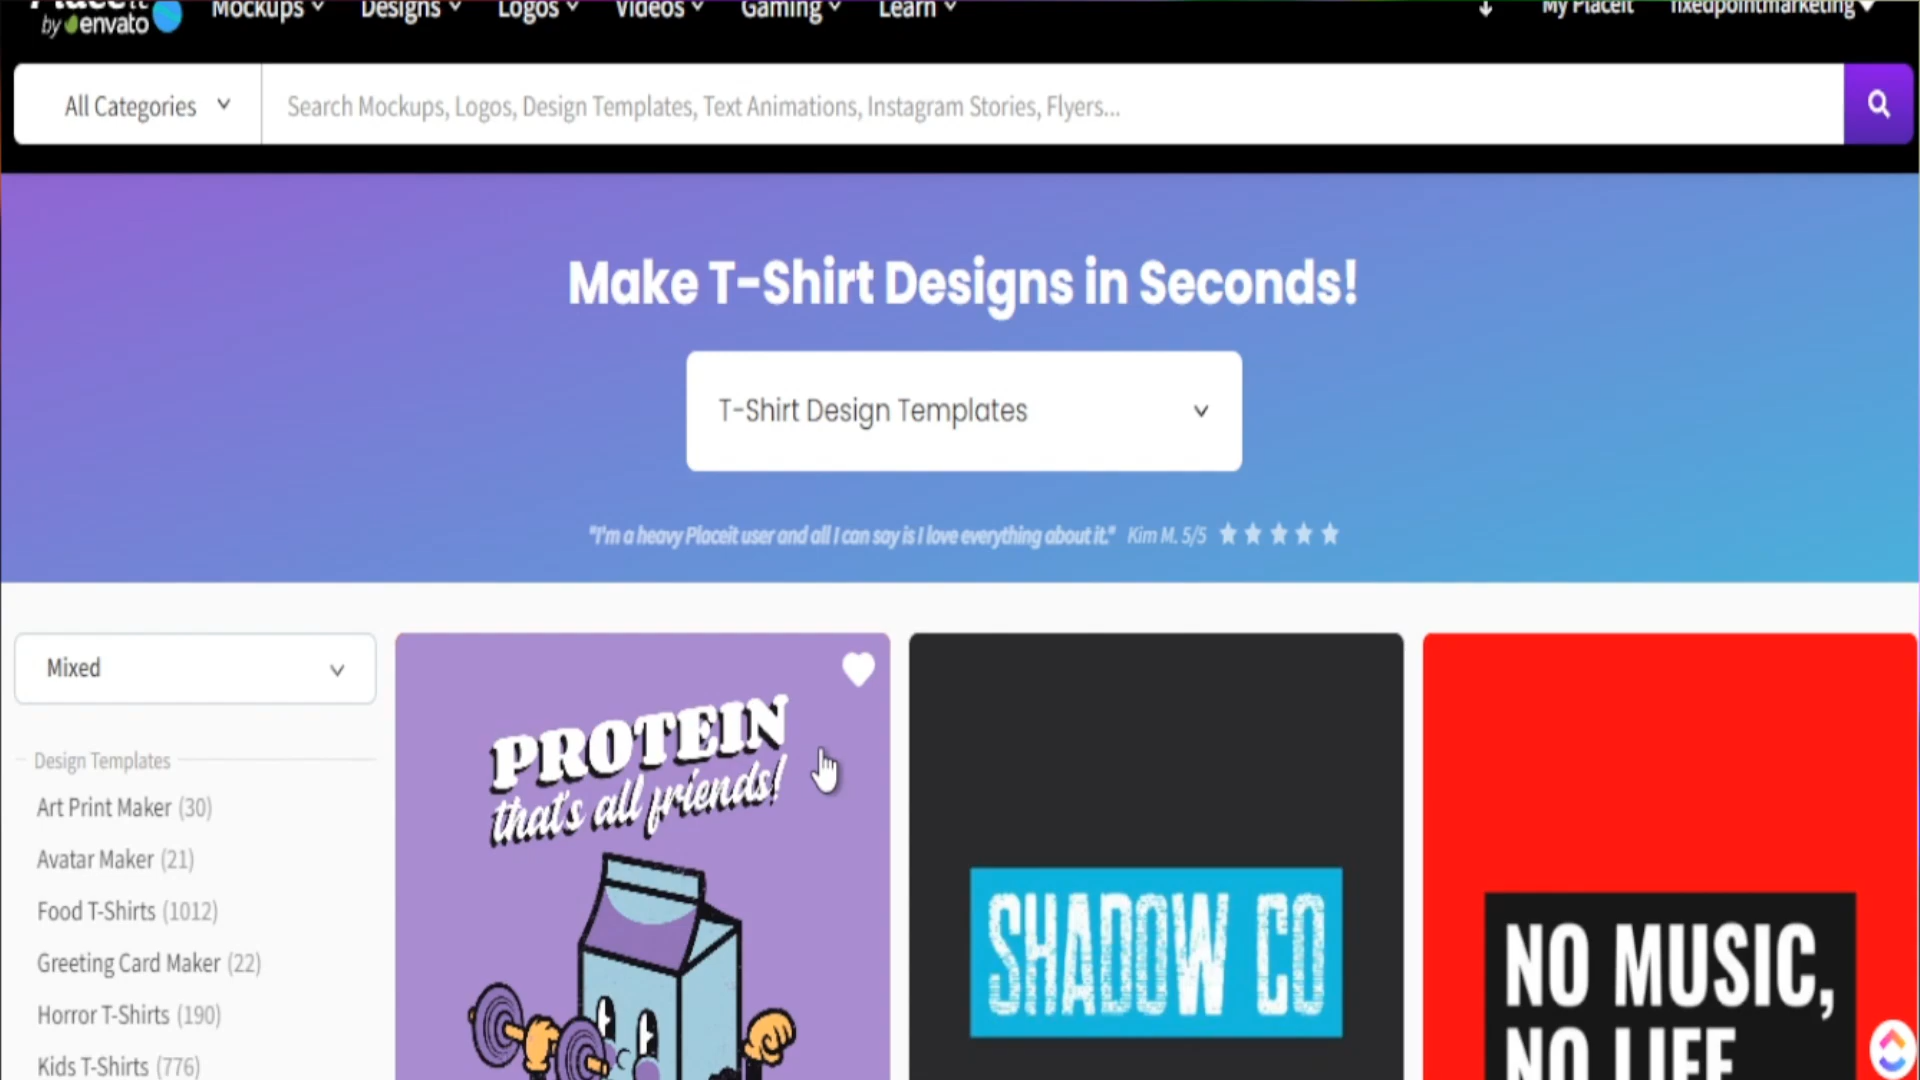 Placeit
by envato
Mockups
Designs
Logos
Videos
Gaming
Learn
My Placeit
fixedpointmarketing
All Categories
Search Mockups, Logos, Design Templates, Text Animations, Instagram Stories, Flyers...
Make T-Shirt Designs in Seconds!
T-Shirt Design Templates
"I'm a heavy Placeit user and all I can say is I love everything about it." Kim M. 5/5
Mixed
Design Templates
Art Print Maker (30)
Avatar Maker (21)
Food T-Shirts (1012)
Greeting Card Maker (22)
Horror T-Shirts (190)
Kids T-Shirts (776)
PROTEIN
that's all friends!
SHADOW CO
NO MUSIC,
NO LIFE